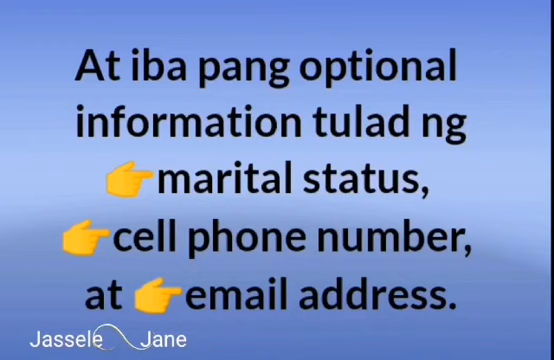 At iba pang optional
information tulad ng
👉marital status,
👉cell phone number,
at 👉email address.
Jassele Jane